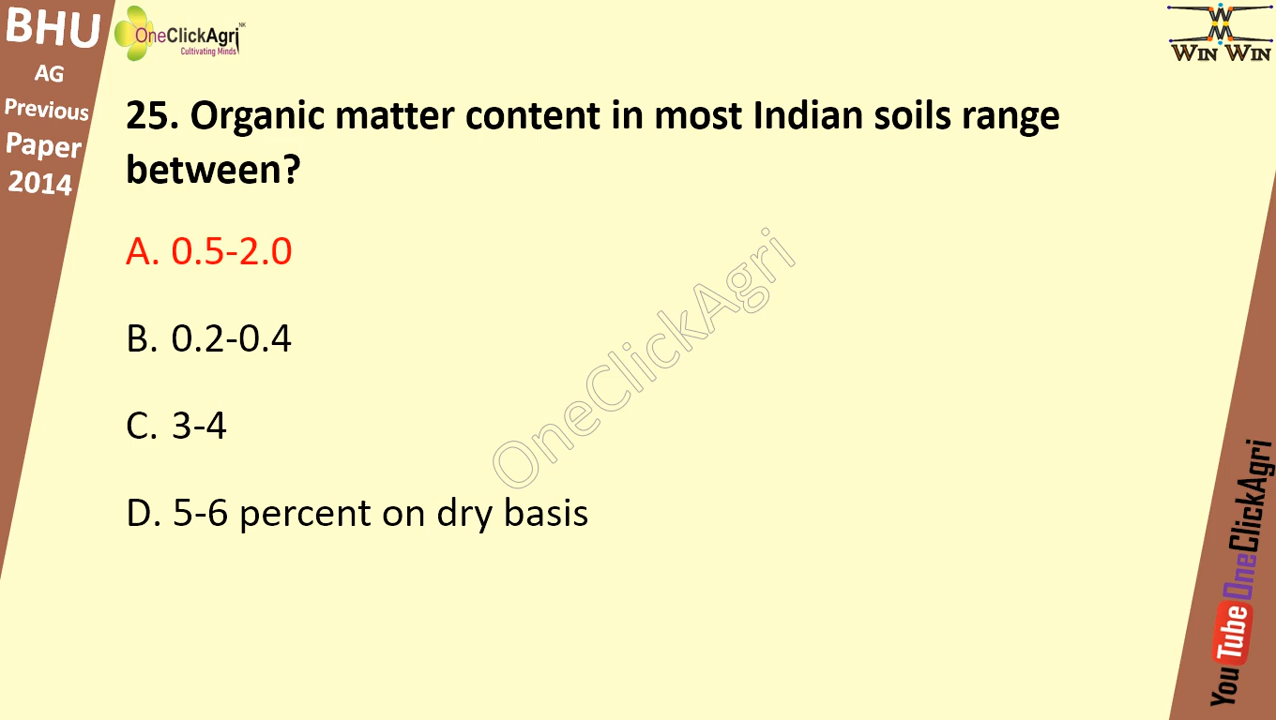 BHU
AG
Previous
Paper
2014
OneClickAgri NK
Cultivating Minds
WIN WIN
25. Organic matter content in most Indian soils range
between?
A. 0.5-2.0
B. 0.2-0.4
C. 3-4
D. 5-6 percent on dry basis
OneClickAgri
YouTube OneClickAgri